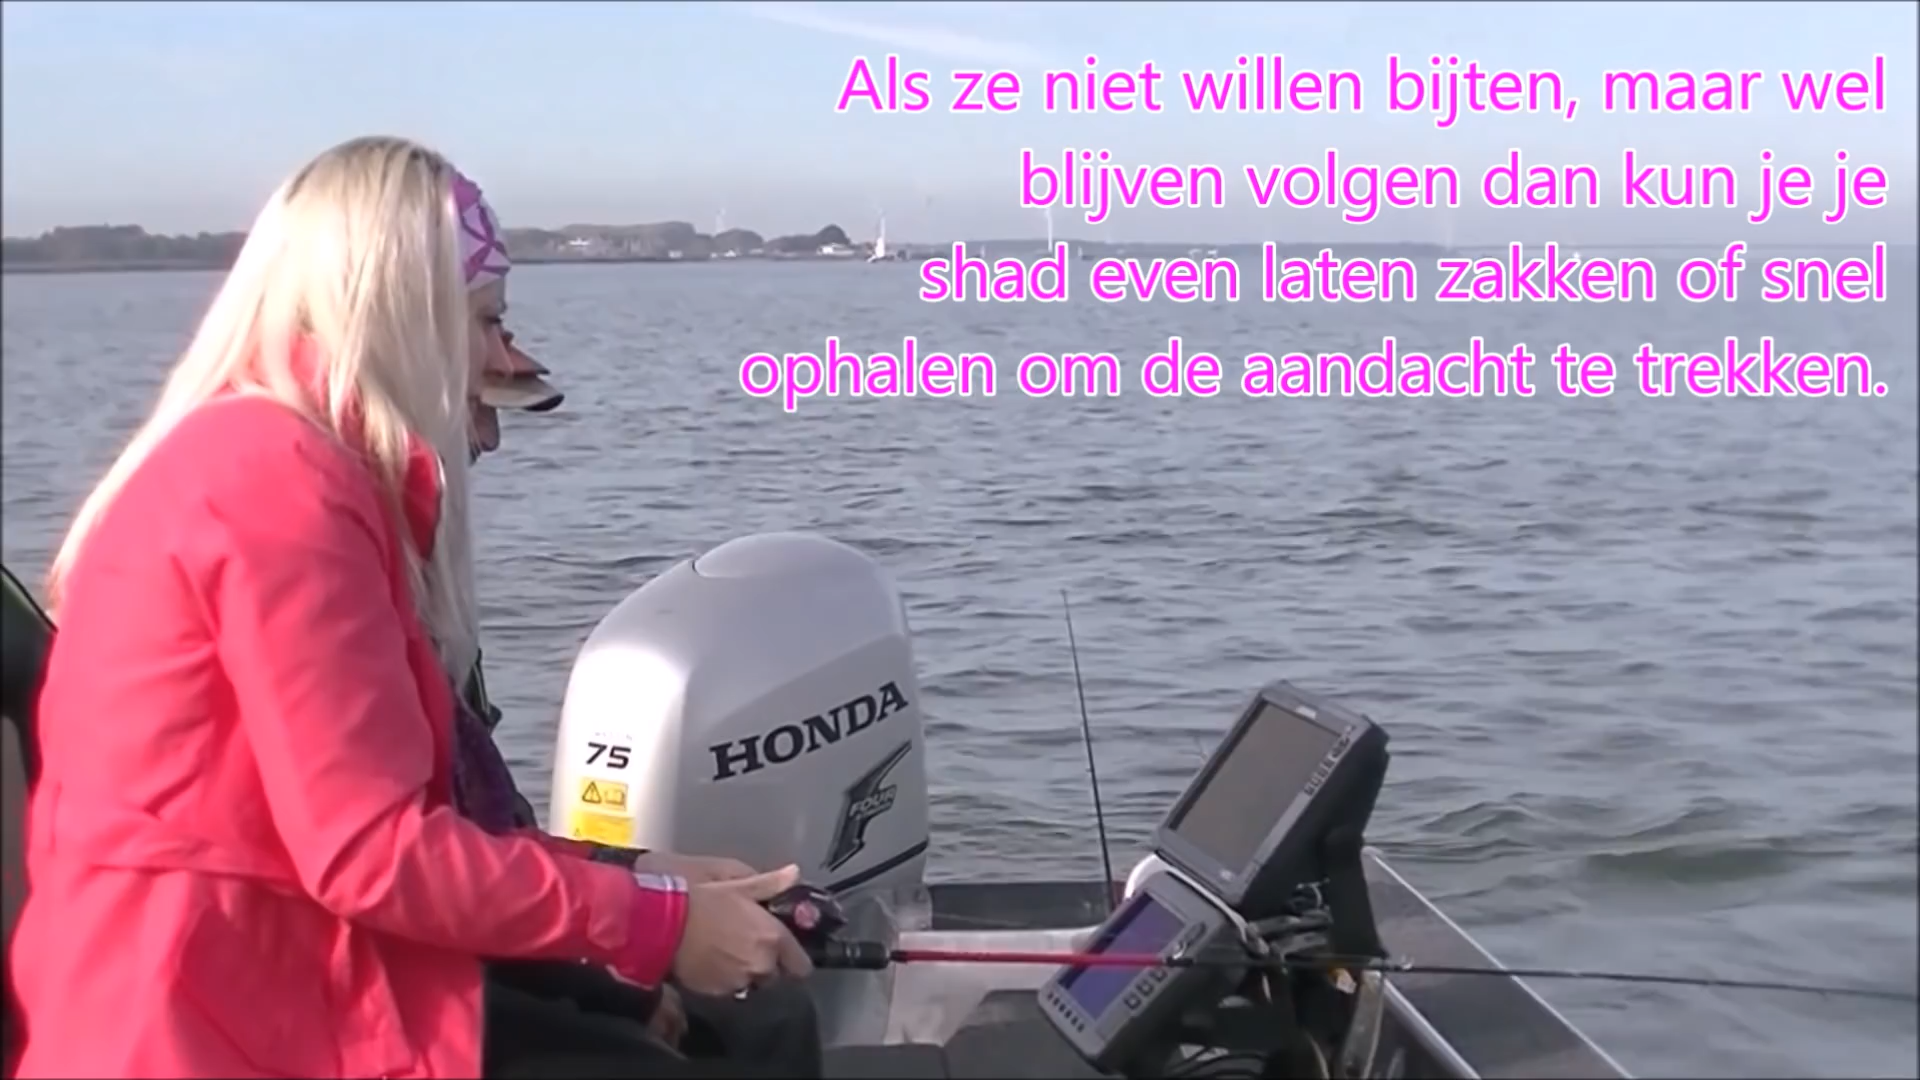 Als ze niet willen bijten, maar wel
blijven volgen dan kun je je
shad even laten zakken of snel
ophalen om de aandacht te trekken.
HONDA
75
FOUR